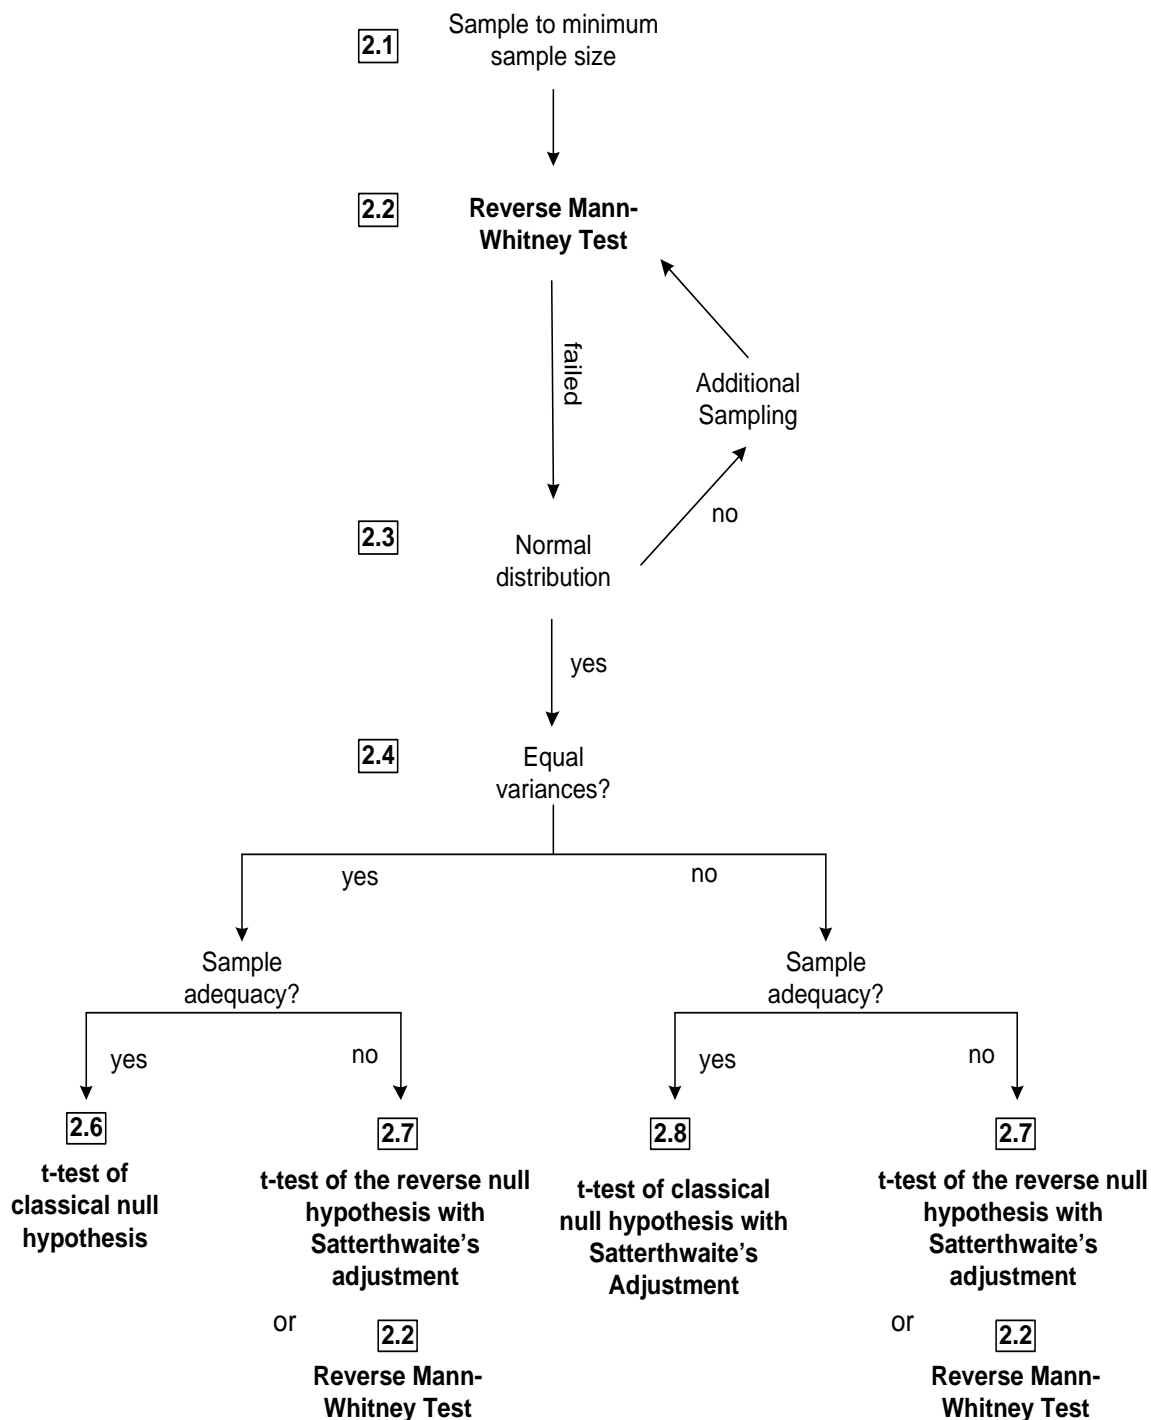 2.1
Sample to minimum
sample size
2.2
Reverse Mann-
Whitney Test
failed
Additional
Sampling
no
2.3
Normal
distribution
yes
2.4
Equal
variances?
yes
no
Sample
adequacy?
Sample
adequacy?
yes
no
yes
no
2.6
t-test of
classical null
hypothesis
2.7
t-test of the reverse null
hypothesis with
Satterthwaite's
adjustment
or
2.2
Reverse Mann-
Whitney Test
2.8
t-test of classical
null hypothesis with
Satterthwaite's
Adjustment
2.7
t-test of the reverse null
hypothesis with
Satterthwaite's
adjustment
or
2.2
Reverse Mann-
Whitney Test